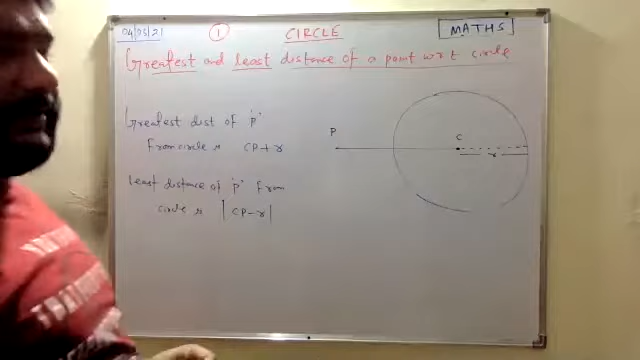 04/05/21
1
CIRCLE
MATHS
Greatest and least distance of a point wrt circle
Greatest dist of 'P'
From circle is CP+r
least distance of 'P' From
circle is |CP-r|
P
C
r